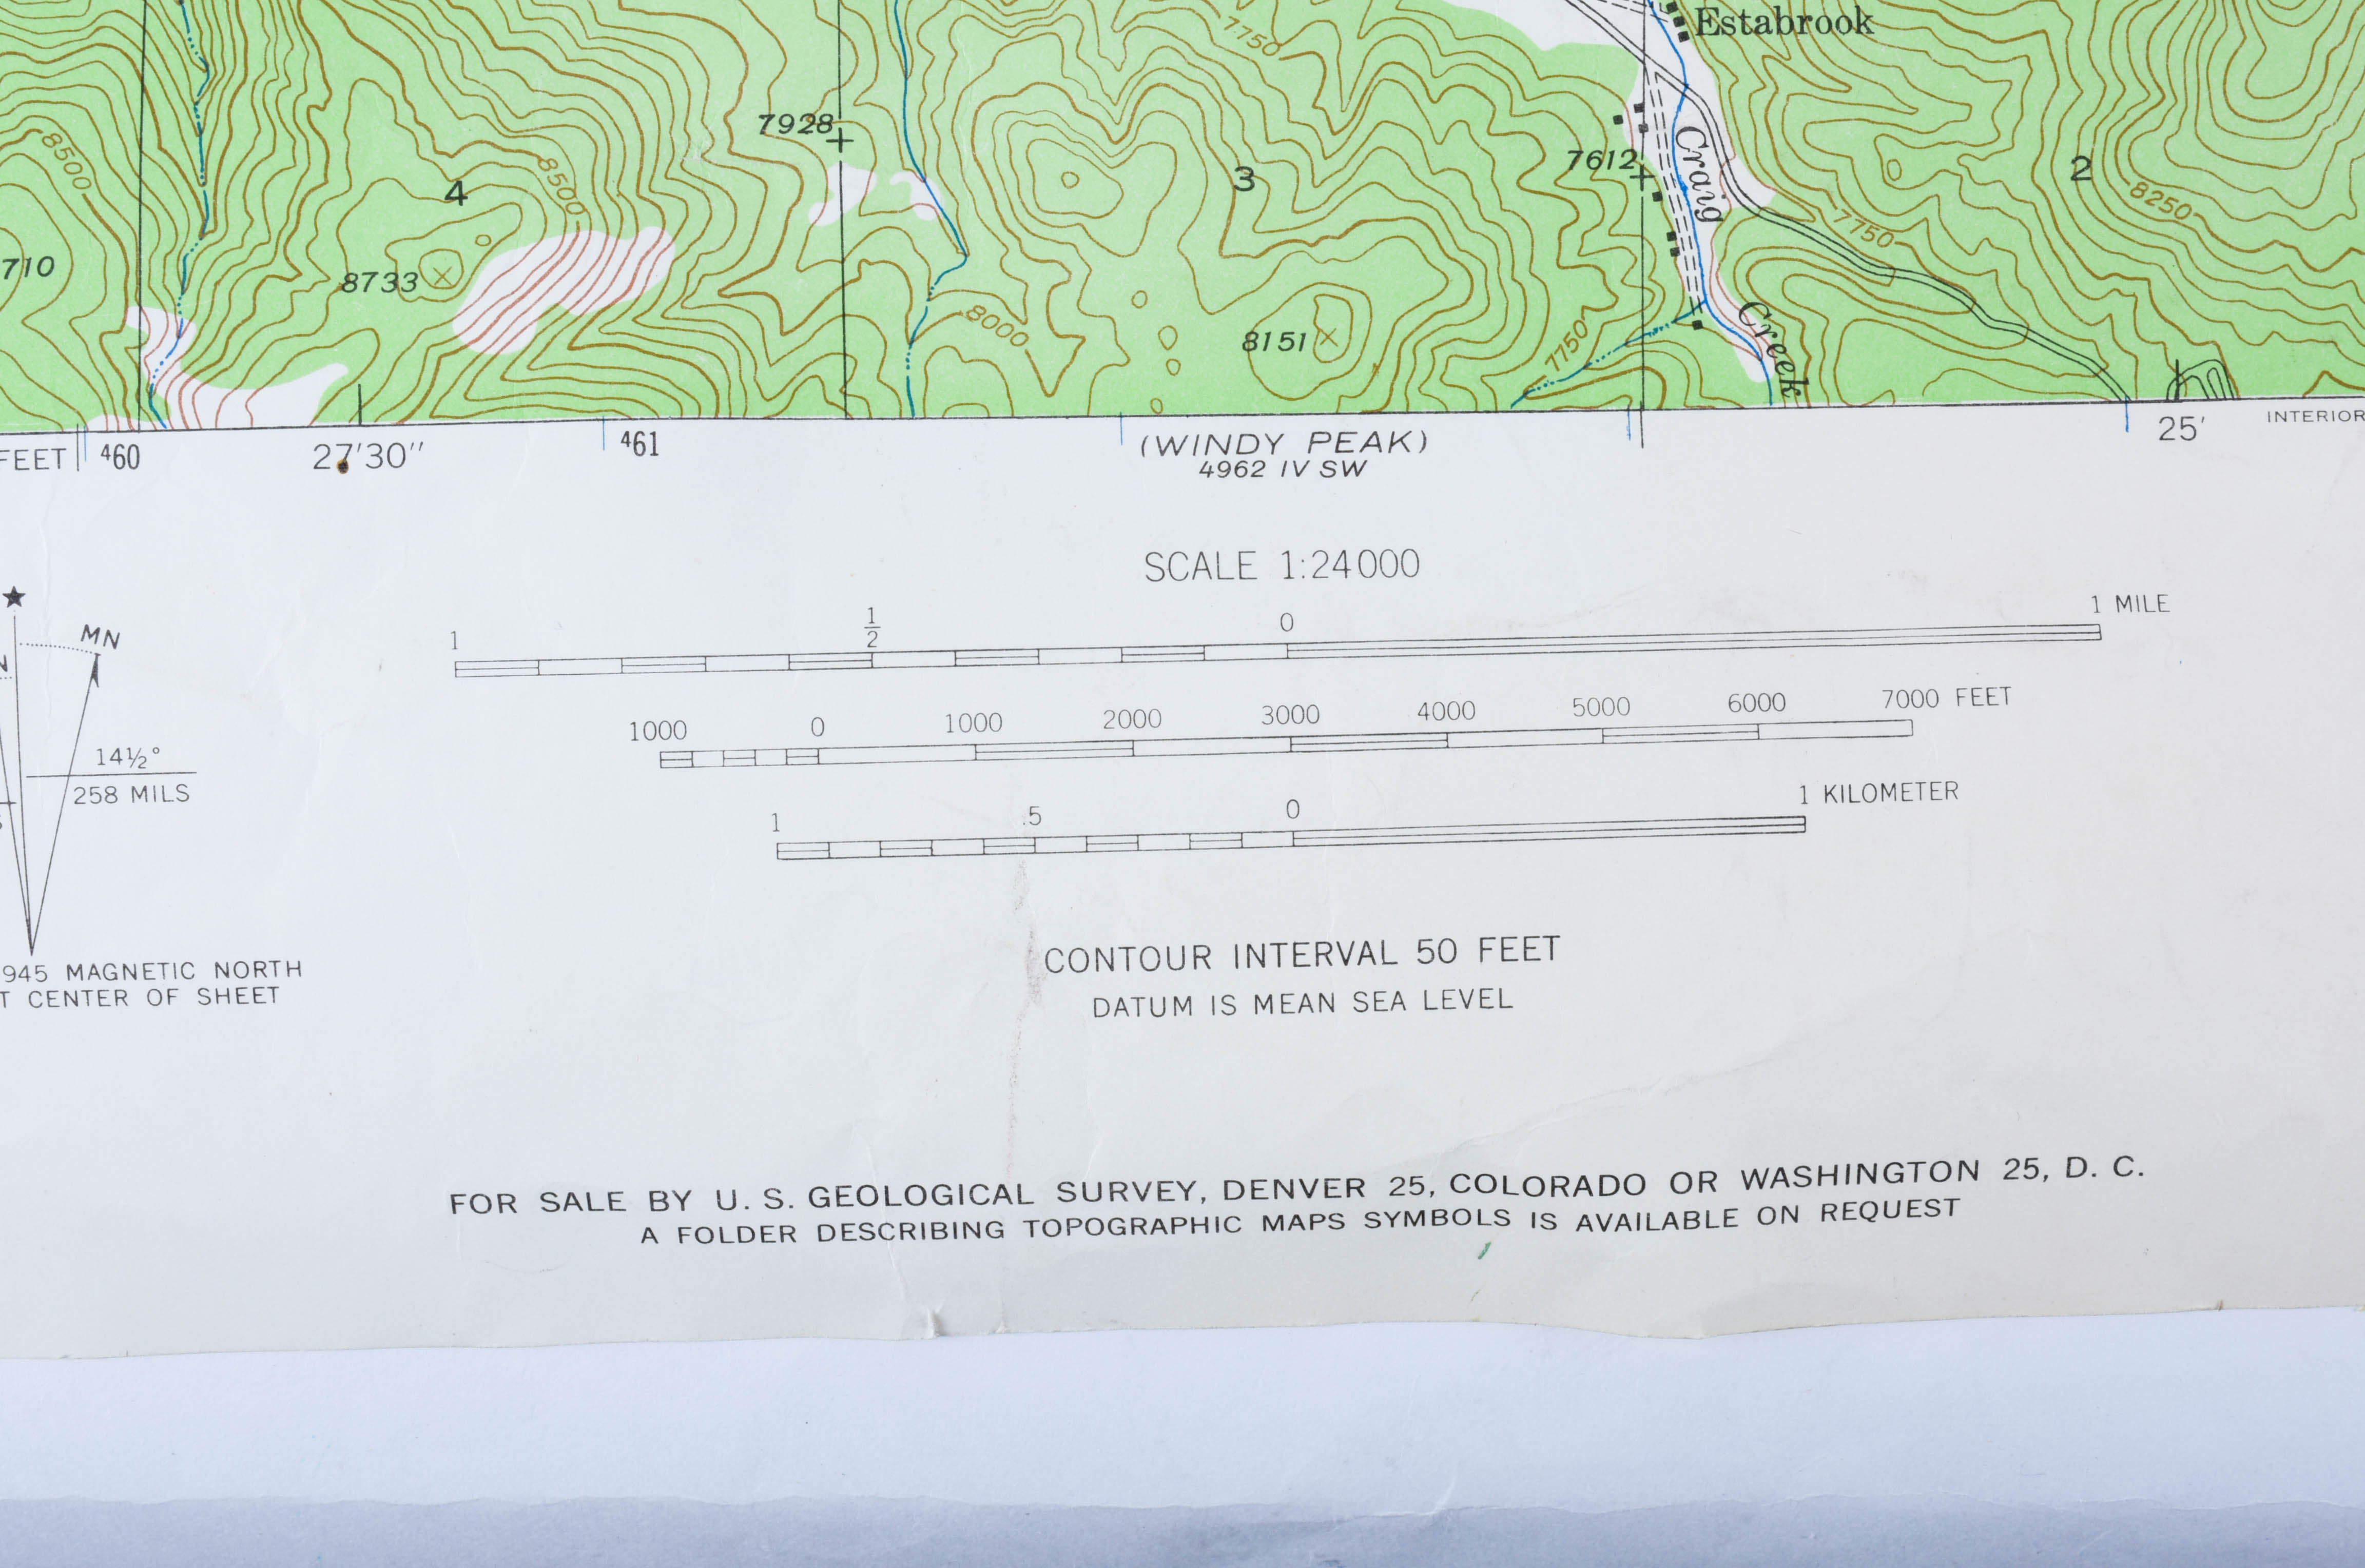 Estabrook
7750
7928
8500
4
8500
3
7612
Craig
2
8250
7750
710
8733
8000
8151
7750
Creek
FEET
460
27'30"
461
(WINDY PEAK)
4962 IV SW
25'
INTERIOR
SCALE 1:24000
1
1/2
0
1 MILE
1000 0 1000 2000 3000 4000 5000 6000 7000 FEET
1 .5 0 1 KILOMETER
MN
14½°
258 MILS
945 MAGNETIC NORTH
T CENTER OF SHEET
CONTOUR INTERVAL 50 FEET
DATUM IS MEAN SEA LEVEL
FOR SALE BY U. S. GEOLOGICAL SURVEY, DENVER 25, COLORADO OR WASHINGTON 25, D. C.
A FOLDER DESCRIBING TOPOGRAPHIC MAPS SYMBOLS IS AVAILABLE ON REQUEST